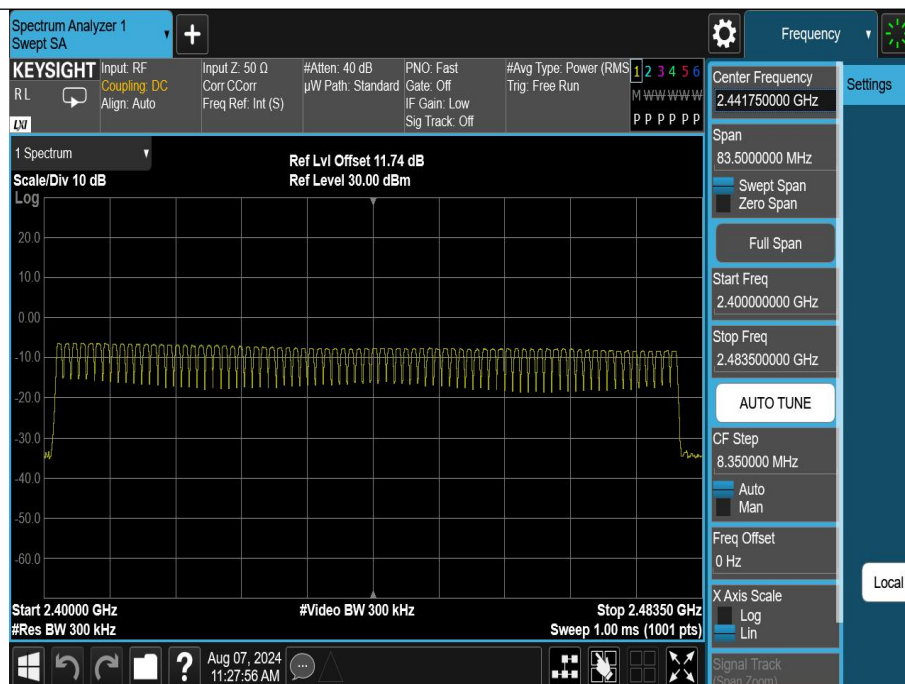 Spectrum Analyzer 1
Swept SA
+
Frequency
KEYSIGHT
RL
LXI
Input: RF
Coupling: DC
Align: Auto
Input Z: 50 Ω
Corr CCorr
Freq Ref: Int (S)
#Atten: 40 dB
µW Path: Standard
PNO: Fast
Gate: Off
IF Gain: Low
Sig Track: Off
#Avg Type: Power (RMS
Trig: Free Run
1 2 3 4 5 6
M W W W W W
P P P P P P
Center Frequency
2.441750000 GHz
Settings
Span
83.5000000 MHz
Swept Span
Zero Span
Full Span
Start Freq
2.400000000 GHz
Stop Freq
2.483500000 GHz
AUTO TUNE
CF Step
8.350000 MHz
Auto
Man
Freq Offset
0 Hz
X Axis Scale
Log
Lin
Signal Track
(Span Zoom)
Local
1 Spectrum
Scale/Div 10 dB
Log
Ref Lvl Offset 11.74 dB
Ref Level 30.00 dBm
20.0
10.0
0.00
-10.0
-20.0
-30.0
-40.0
-50.0
-60.0
Start 2.40000 GHz
#Res BW 300 kHz
#Video BW 300 kHz
Stop 2.48350 GHz
Sweep 1.00 ms (1001 pts)
?
Aug 07, 2024
11:27:56 AM